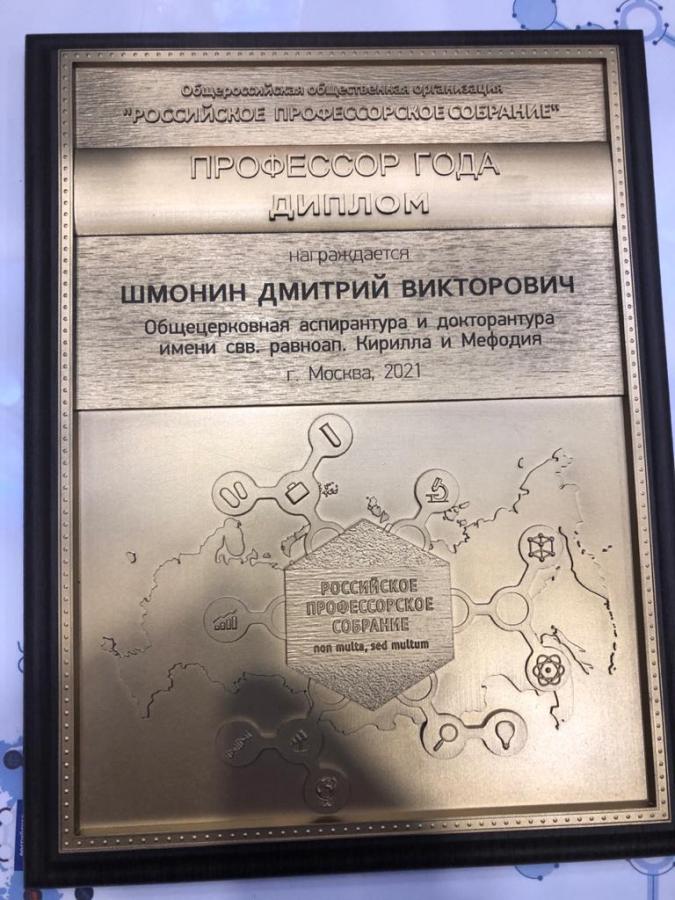 Общероссийская общественная организация
"РОССИЙСКОЕ ПРОФЕССОРСКОЕ СОБРАНИЕ"
ПРОФЕССОР ГОДА
ДИПЛОМ
награждается
ШМОНИН ДМИТРИЙ ВИКТОРОВИЧ
Общецерковная аспирантура и докторантура
имени свв. равноап. Кирилла и Мефодия
г. Москва, 2021
РОССИЙСКОЕ
ПРОФЕССОРСКОЕ
СОБРАНИЕ
non multa, sed multum